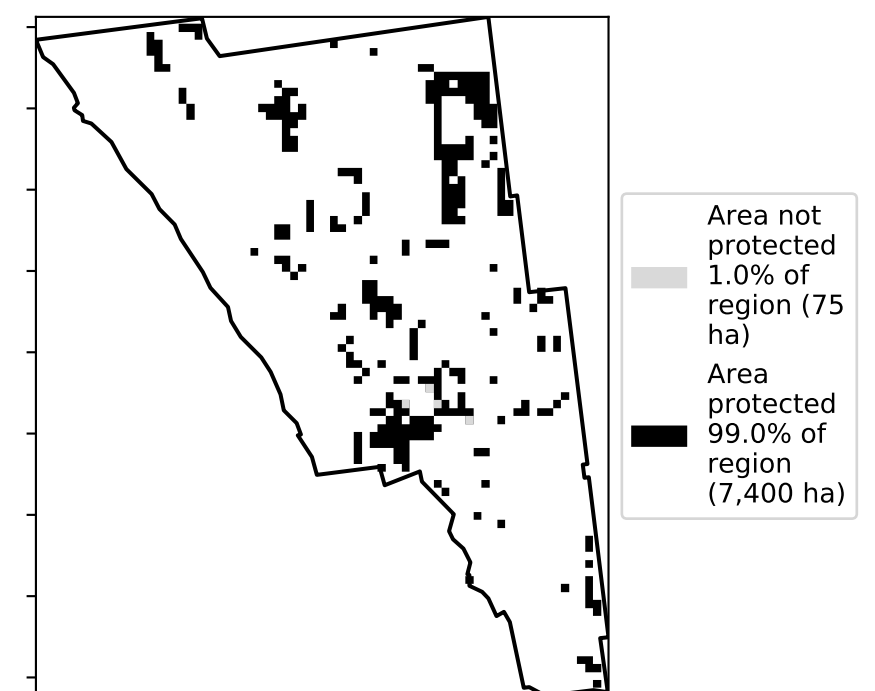 Area not
protected
1.0% of
region (75
ha)
Area
protected
99.0% of
region
(7,400 ha)